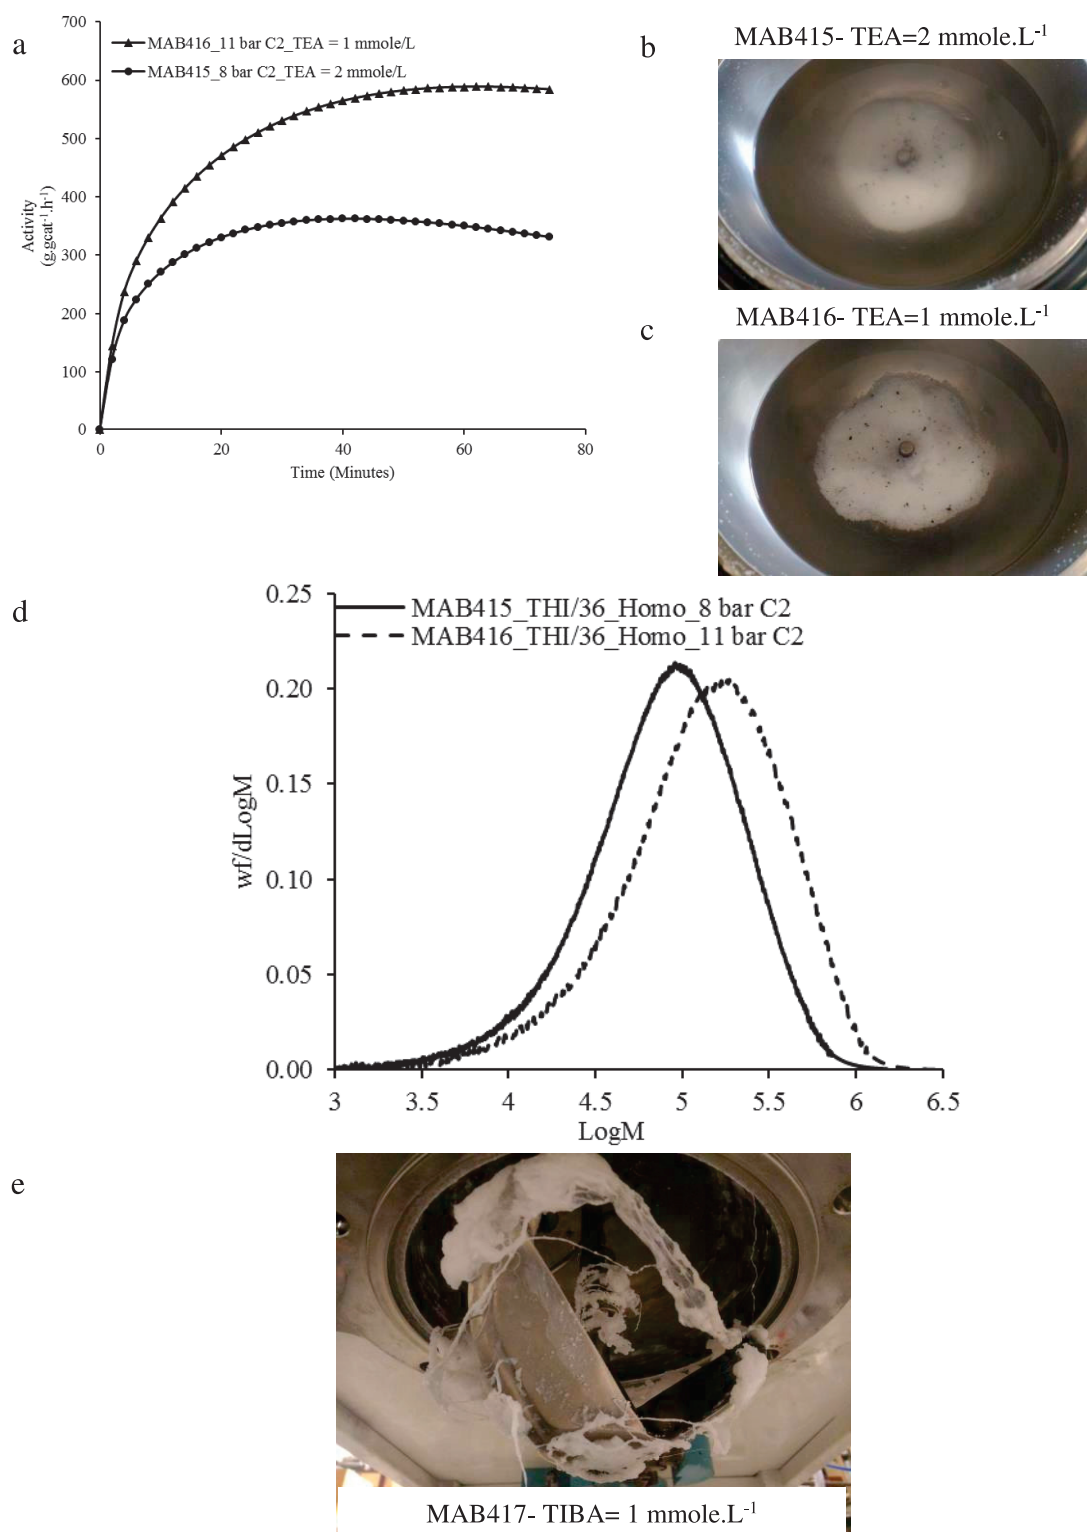 a
700
600
500
400
300
200
100
0
MAB416_11 bar C2_TEA = 1 mmole/L
MAB415_8 bar C2_TEA = 2 mmole/L
Activity
(g.gcat⁻¹.h⁻¹)
0 20 40 60 80
Time (Minutes)
b
MAB415- TEA=2 mmole.L⁻¹
c
MAB416- TEA=1 mmole.L⁻¹
d
0.25
0.20
0.15
0.10
0.05
0.00
MAB415_THI/36_Homo_8 bar C2
MAB416_THI/36_Homo_11 bar C2
wf/dLogM
3 3.5 4 4.5 5 5.5 6 6.5
LogM
e
MAB417- TIBA= 1 mmole.L⁻¹